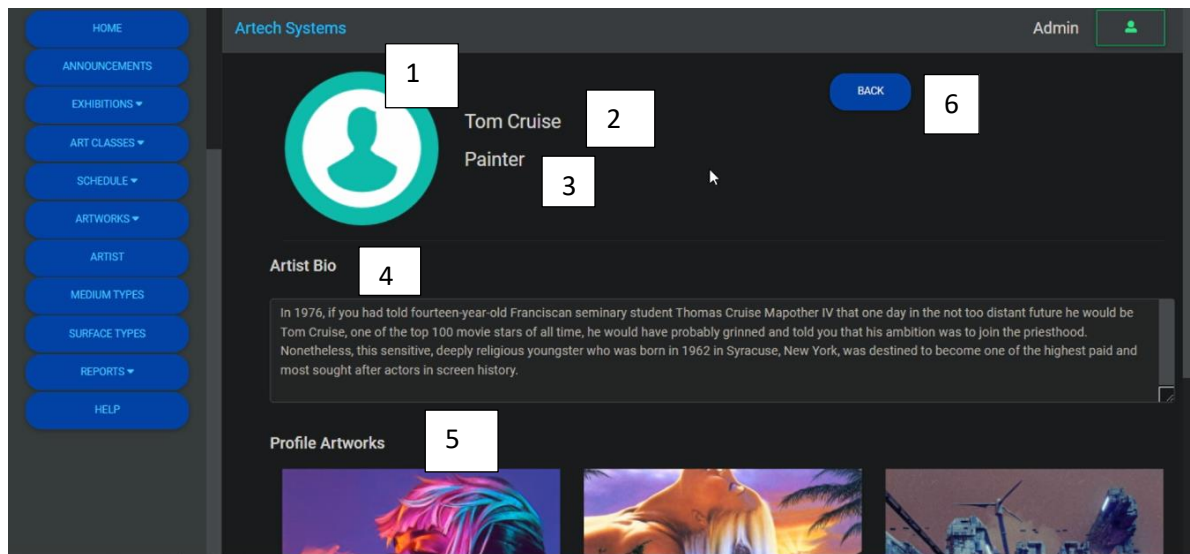 HOME
ANNOUNCEMENTS
EXHIBITIONS
ART CLASSES
SCHEDULE
ARTWORKS
ARTIST
MEDIUM TYPES
SURFACE TYPES
REPORTS
HELP
Artech Systems
Admin
1
Tom Cruise
2
Painter
3
BACK
6
Artist Bio
4
In 1976, if you had told fourteen-year-old Franciscan seminary student Thomas Cruise Mapother IV that one day in the not too distant future he would be
Tom Cruise, one of the top 100 movie stars of all time, he would have probably grinned and told you that his ambition was to join the priesthood.
Nonetheless, this sensitive, deeply religious youngster who was born in 1962 in Syracuse, New York, was destined to become one of the highest paid and
most sought after actors in screen history.
Profile Artworks
5